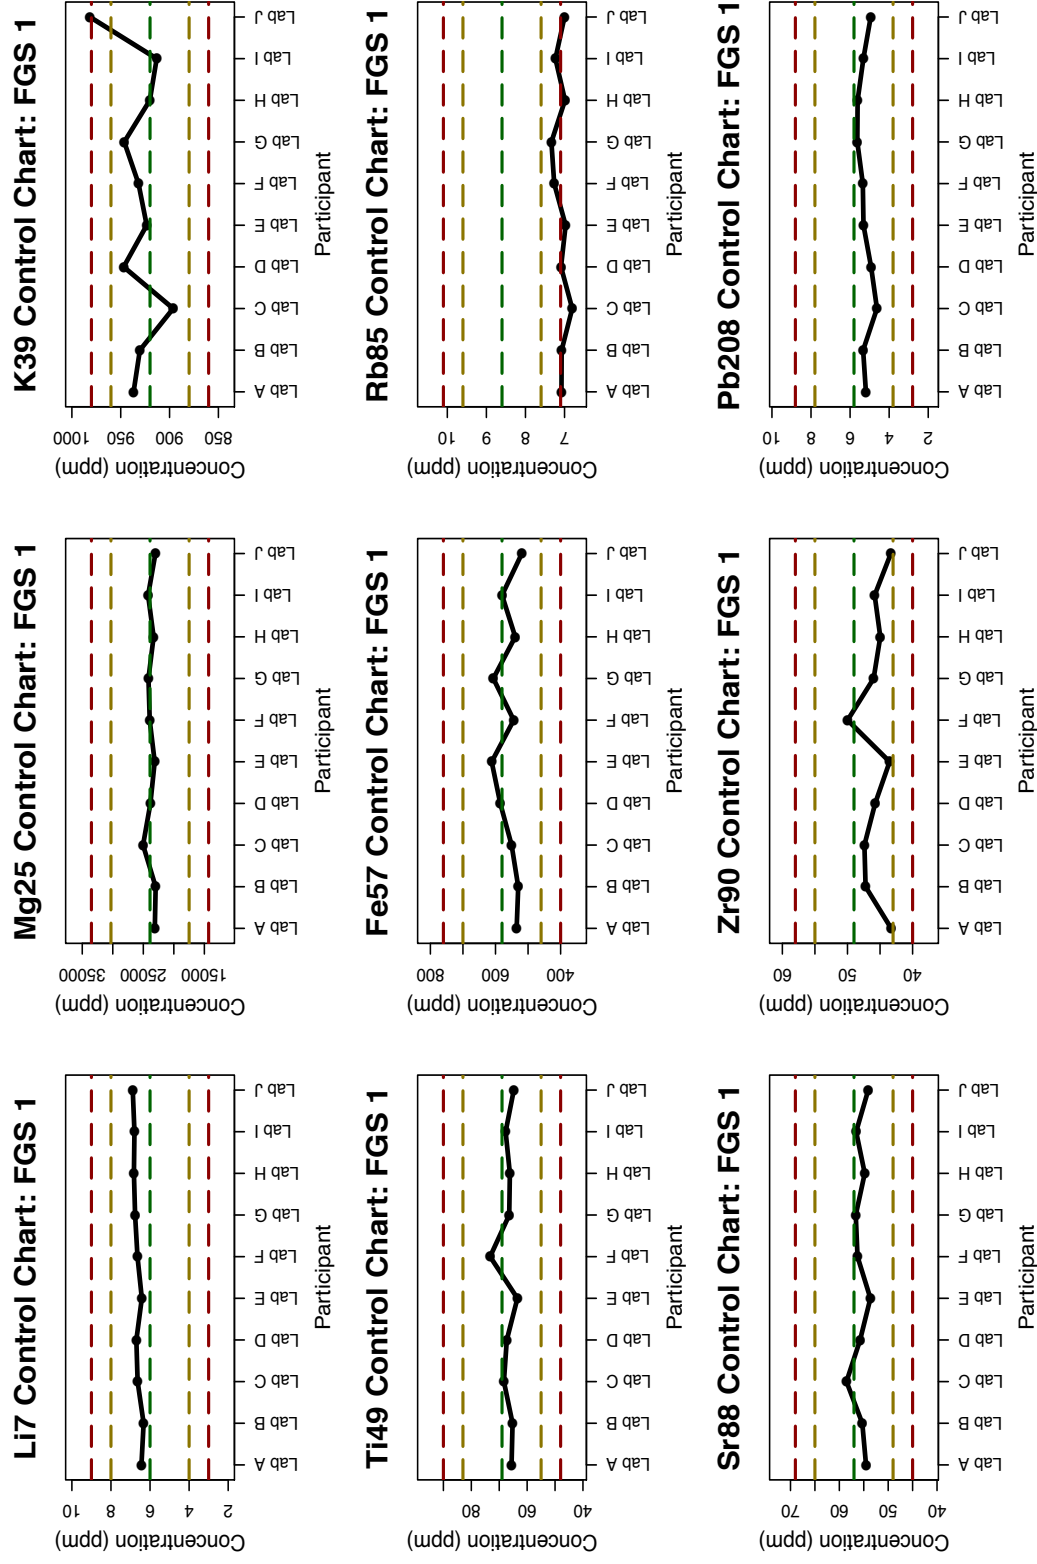 Li7 Control Chart: FGS 1
Concentration (ppm)
10
8
6
4
2
Lab A
Lab B
Lab C
Lab D
Lab E
Lab F
Lab G
Lab H
Lab I
Lab J
Participant
Mg25 Control Chart: FGS 1
Concentration (ppm)
35000
25000
15000
Lab A
Lab B
Lab C
Lab D
Lab E
Lab F
Lab G
Lab H
Lab I
Lab J
Participant
K39 Control Chart: FGS 1
Concentration (ppm)
1000
950
900
850
Lab A
Lab B
Lab C
Lab D
Lab E
Lab F
Lab G
Lab H
Lab I
Lab J
Participant
Ti49 Control Chart: FGS 1
Concentration (ppm)
80
60
40
Lab A
Lab B
Lab C
Lab D
Lab E
Lab F
Lab G
Lab H
Lab I
Lab J
Participant
Fe57 Control Chart: FGS 1
Concentration (ppm)
800
600
400
Lab A
Lab B
Lab C
Lab D
Lab E
Lab F
Lab G
Lab H
Lab I
Lab J
Participant
Rb85 Control Chart: FGS 1
Concentration (ppm)
10
9
8
7
Lab A
Lab B
Lab C
Lab D
Lab E
Lab F
Lab G
Lab H
Lab I
Lab J
Participant
Sr88 Control Chart: FGS 1
Concentration (ppm)
70
60
50
40
Lab A
Lab B
Lab C
Lab D
Lab E
Lab F
Lab G
Lab H
Lab I
Lab J
Participant
Zr90 Control Chart: FGS 1
Concentration (ppm)
60
50
40
Lab A
Lab B
Lab C
Lab D
Lab E
Lab F
Lab G
Lab H
Lab I
Lab J
Participant
Pb208 Control Chart: FGS 1
Concentration (ppm)
10
8
6
4
2
Lab A
Lab B
Lab C
Lab D
Lab E
Lab F
Lab G
Lab H
Lab I
Lab J
Participant